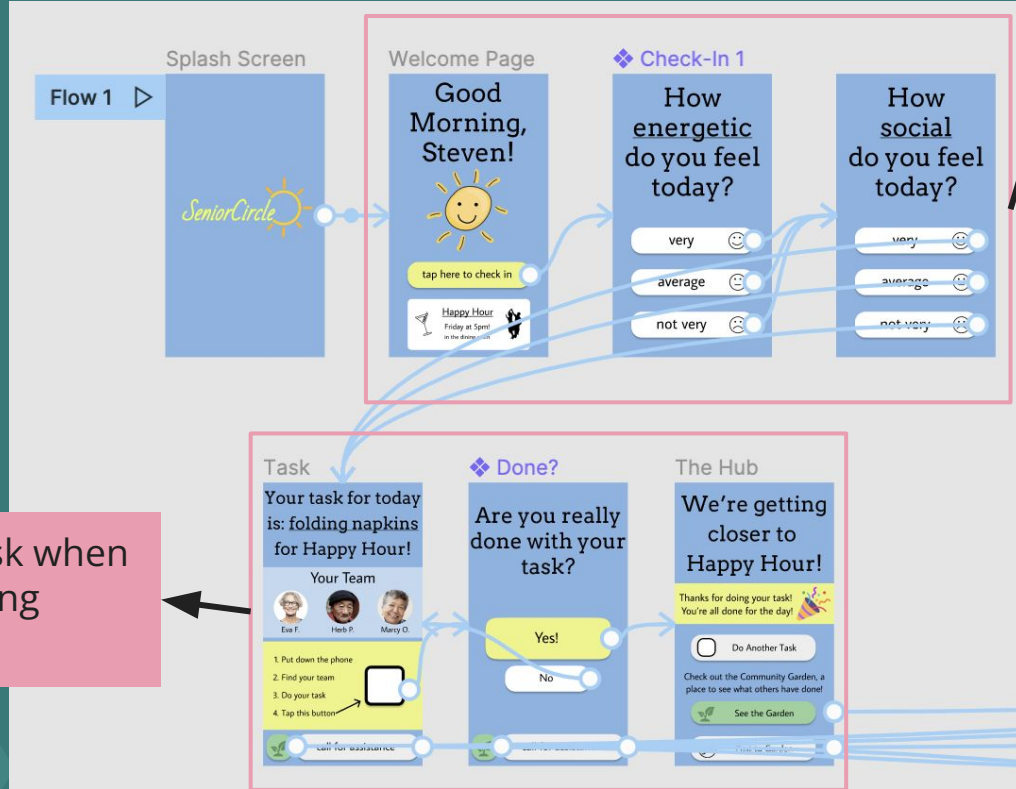 Splash Screen
Flow 1
SeniorCircle
Welcome Page
Good
Morning,
Steven!
tap here to check in
Happy Hour
Friday at 5pm!
in the dining
Check-In 1
How
energetic
do you feel
today?
very
average
not very
How
social
do you feel
today?
very
average
not very
sk when
ng
Task
Your task for today
is: folding napkins
for Happy Hour!
Your Team
Eva F.
Herb P.
Marcy O.
1. Put down the phone
2. Find your team
3. Do your task
4. Tap this button
call for assistance
Done?
Are you really
done with your
task?
Yes!
No
call for
The Hub
We're getting
closer to
Happy Hour!
Thanks for doing your task!
You're all done for the day!
Do Another Task
Check out the Community Garden, a
place to see what others have done!
See the Garden